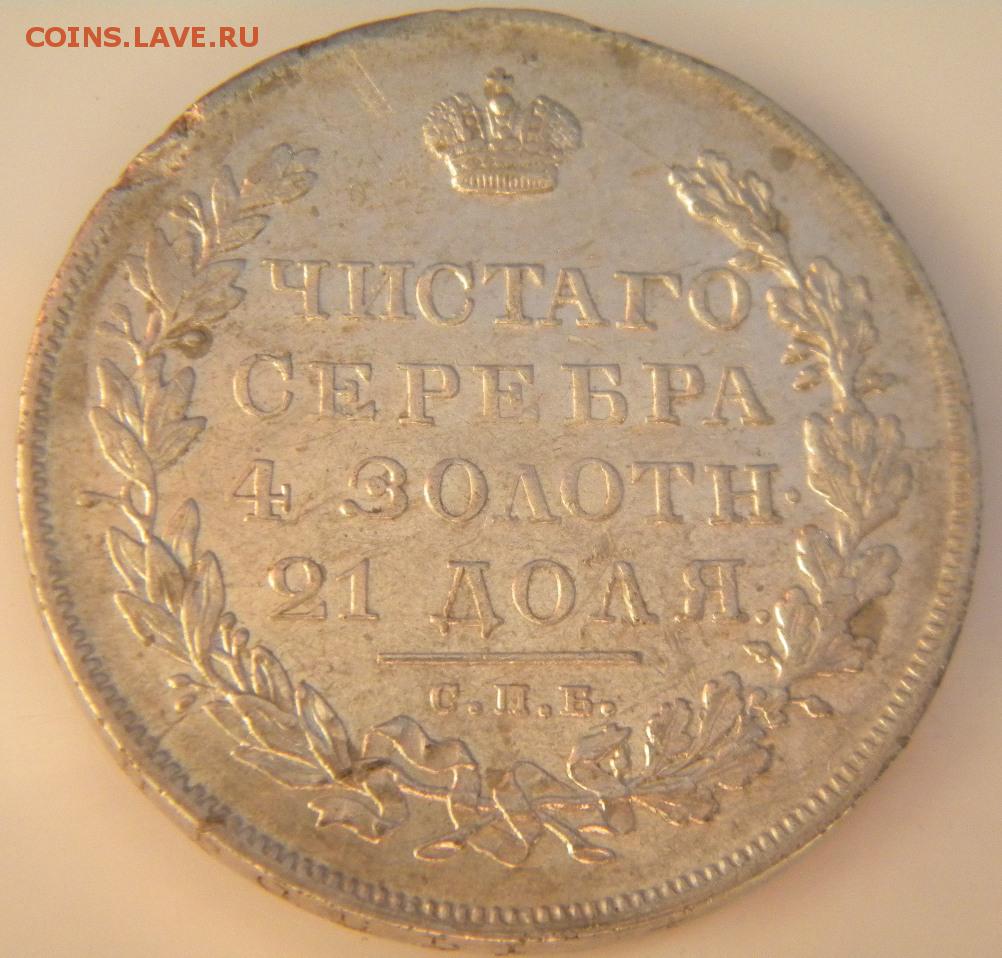 COINS.LAVE.RU
ЧИСТАГО
СЕРЕБРА
4 ЗОЛОТН·
21 ДОЛЯ.
С.П.Б.